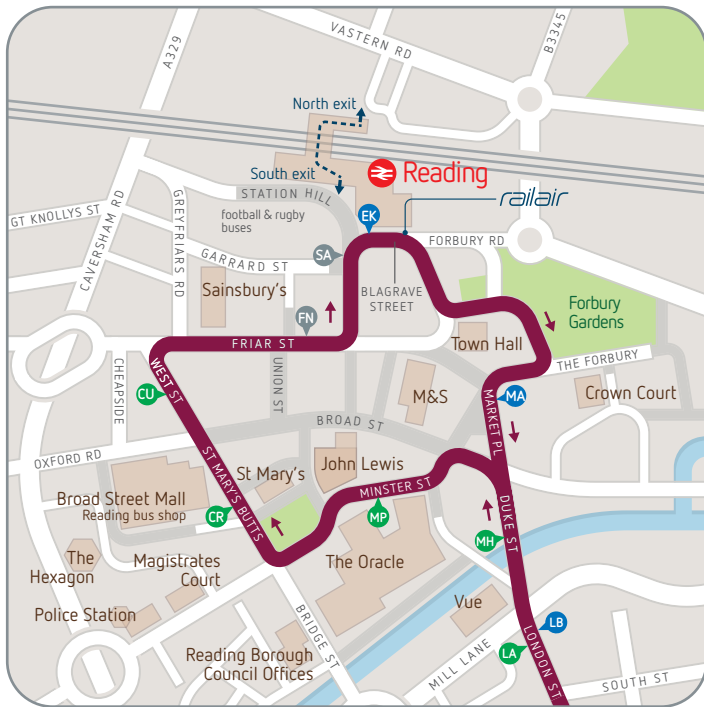 VASTERN RD
B3345
A329
North exit
South exit
Reading
railair
STATION HILL
football & rugby
buses
EK
GT KNOLLYS ST
CAVERSHAM RD
GREYFRIARS RD
GARRARD ST
SA
FORBURY RD
Sainsbury's
BLAGRAVE
STREET
Forbury
Gardens
FN
FRIAR ST
Town Hall
THE FORBURY
WEST ST
CHEAPSIDE
UNION ST
CU
M&S
MARKET PL
MA
Crown Court
BROAD ST
OXFORD RD
ST MARY'S BUTTS
St Mary's
John Lewis
Broad Street Mall
Reading bus shop
CR
MINSTER ST
MP
DUKE ST
MH
The
Hexagon
Magistrates
Court
The Oracle
Police Station
Vue
BRIDGE ST
LB
LA
LONDON ST
MILL LANE
Reading Borough
Council Offices
SOUTH ST